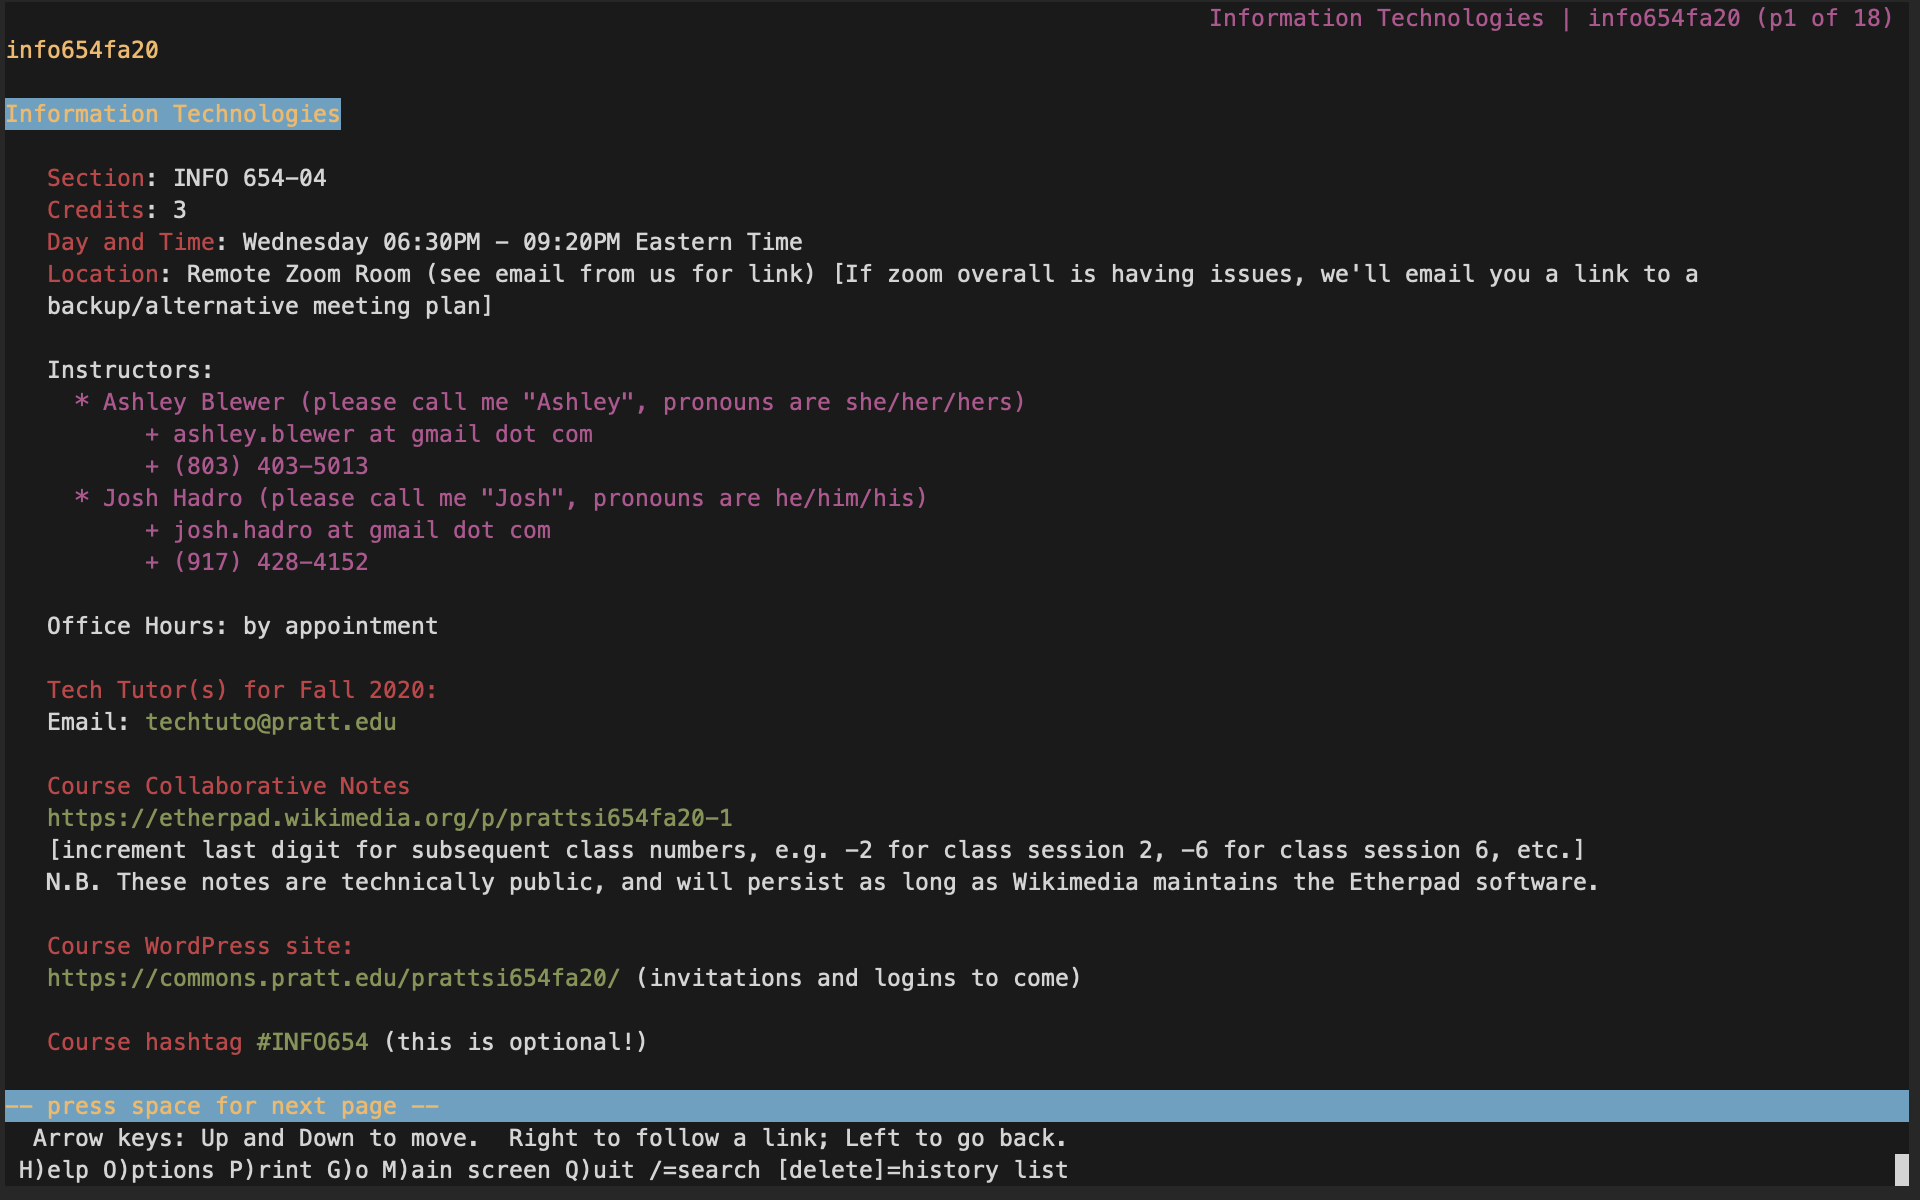 Information Technologies | info654fa20 (p1 of 18)
info654fa20
Information Technologies
Section: INFO 654-04
Credits: 3
Day and Time: Wednesday 06:30PM - 09:20PM Eastern Time
Location: Remote Zoom Room (see email from us for link) [If zoom overall is having issues, we'll email you a link to a
backup/alternative meeting plan]
Instructors:
* Ashley Blewer (please call me "Ashley", pronouns are she/her/hers)
+ ashley.blewer at gmail dot com
+ (803) 403-5013
* Josh Hadro (please call me "Josh", pronouns are he/him/his)
+ josh.hadro at gmail dot com
+ (917) 428-4152
Office Hours: by appointment
Tech Tutor(s) for Fall 2020:
Email: techtuto@pratt.edu
Course Collaborative Notes
https://etherpad.wikimedia.org/p/prattsi654fa20-1
[increment last digit for subsequent class numbers, e.g. -2 for class session 2, -6 for class session 6, etc.]
N.B. These notes are technically public, and will persist as long as Wikimedia maintains the Etherpad software.
Course WordPress site:
https://commons.pratt.edu/prattsi654fa20/ (invitations and logins to come)
Course hashtag #INFO654 (this is optional!)
-- press space for next page --
Arrow keys: Up and Down to move.  Right to follow a link; Left to go back.
H)elp O)ptions P)rint G)o M)ain screen Q)uit /=search [delete]=history list